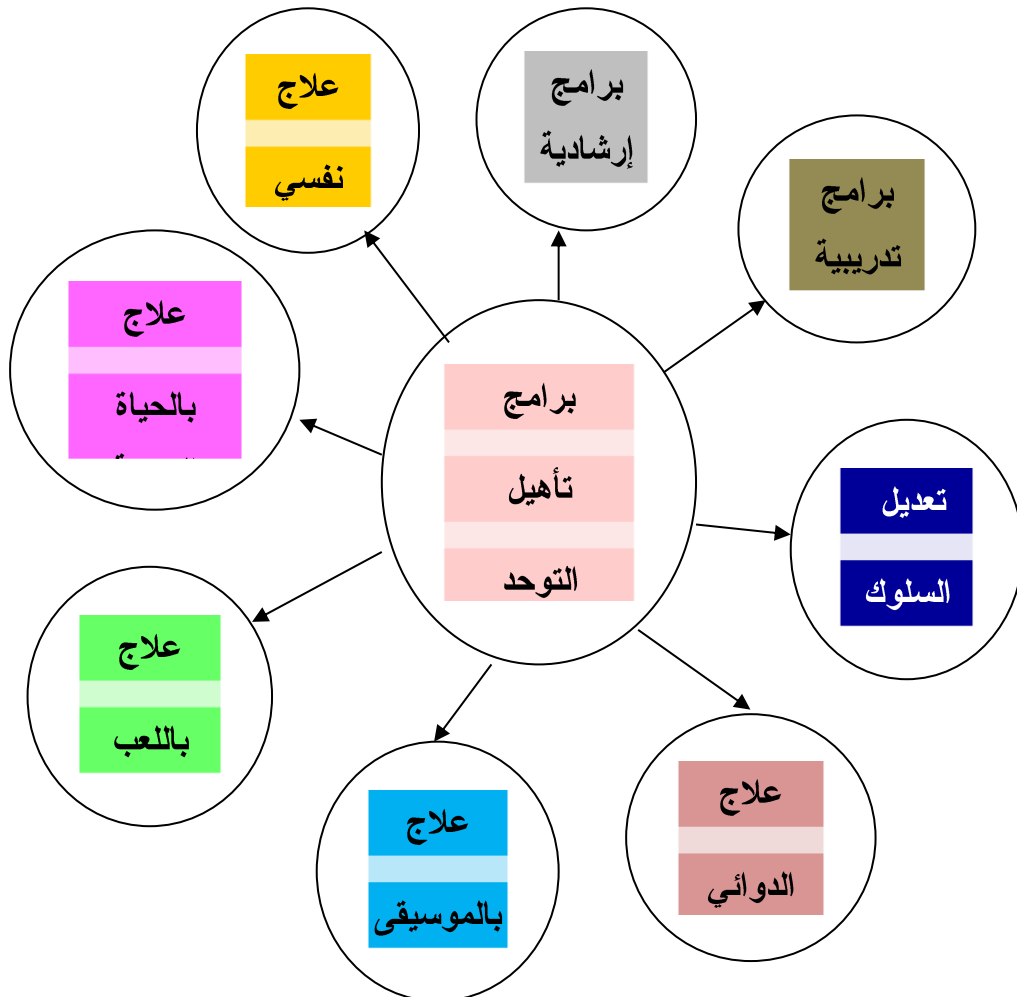 برامج
إرشادية
علاج
نفسي
برامج
تدريبية
علاج
بالحياة
برامج
تأهيل
التوحد
تعديل
السلوك
علاج
باللعب
علاج
الدوائي
علاج
بالموسيقى